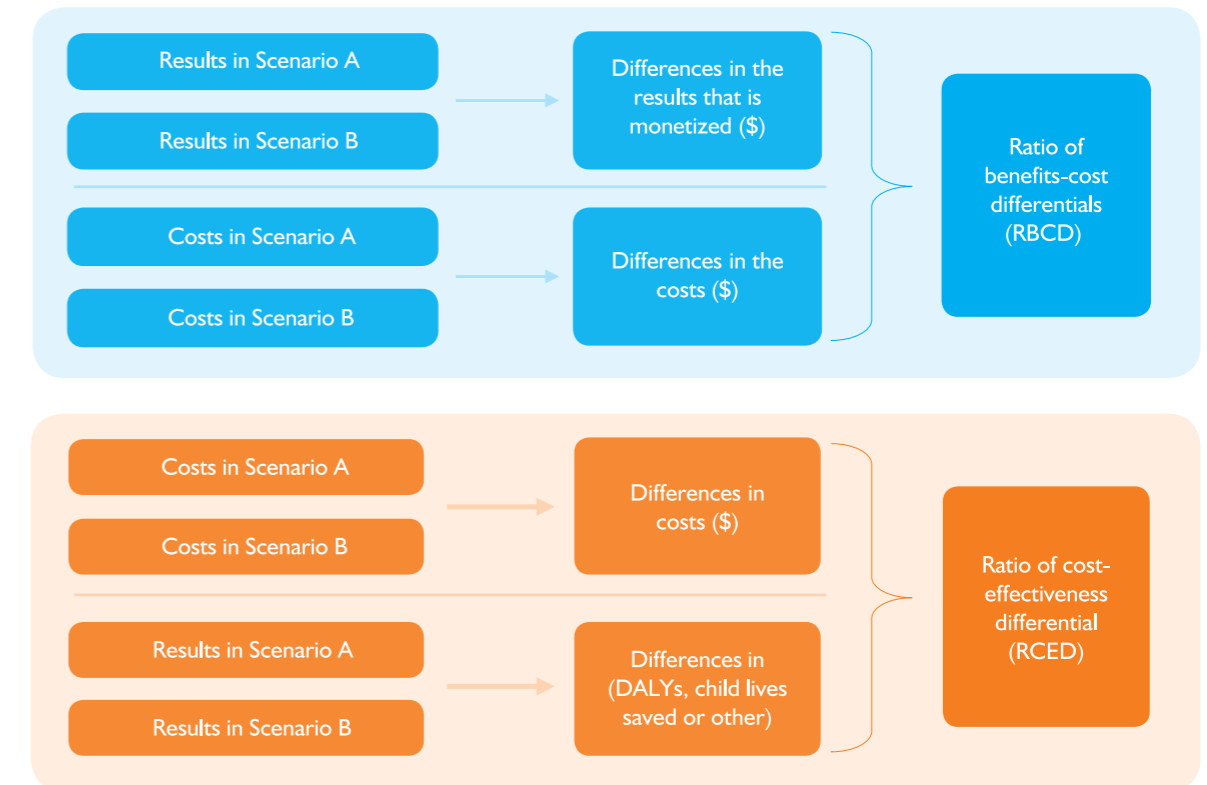 Results in Scenario A
Results in Scenario B
Differences in the
results that is
monetized ($)
Costs in Scenario A
Costs in Scenario B
Differences in the
costs ($)
Ratio of
benefits-cost
differentials
(RBCD)
Costs in Scenario A
Costs in Scenario B
Differences in
costs ($)
Results in Scenario A
Results in Scenario B
Differences in
(DALYs, child lives
saved or other)
Ratio of cost-
effectiveness
differential
(RCED)